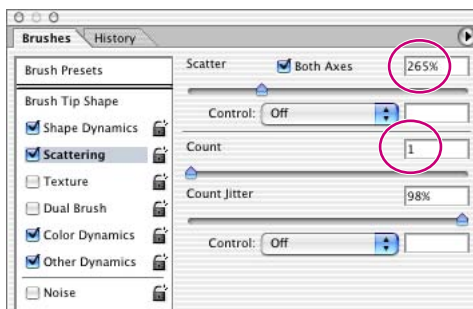 Brushes
History
Brush Presets
Brush Tip Shape
Shape Dynamics
Scattering
Texture
Dual Brush
Color Dynamics
Other Dynamics
Noise
Scatter Both Axes 265%
Control: Off
Count 1
Count Jitter 98%
Control: Off